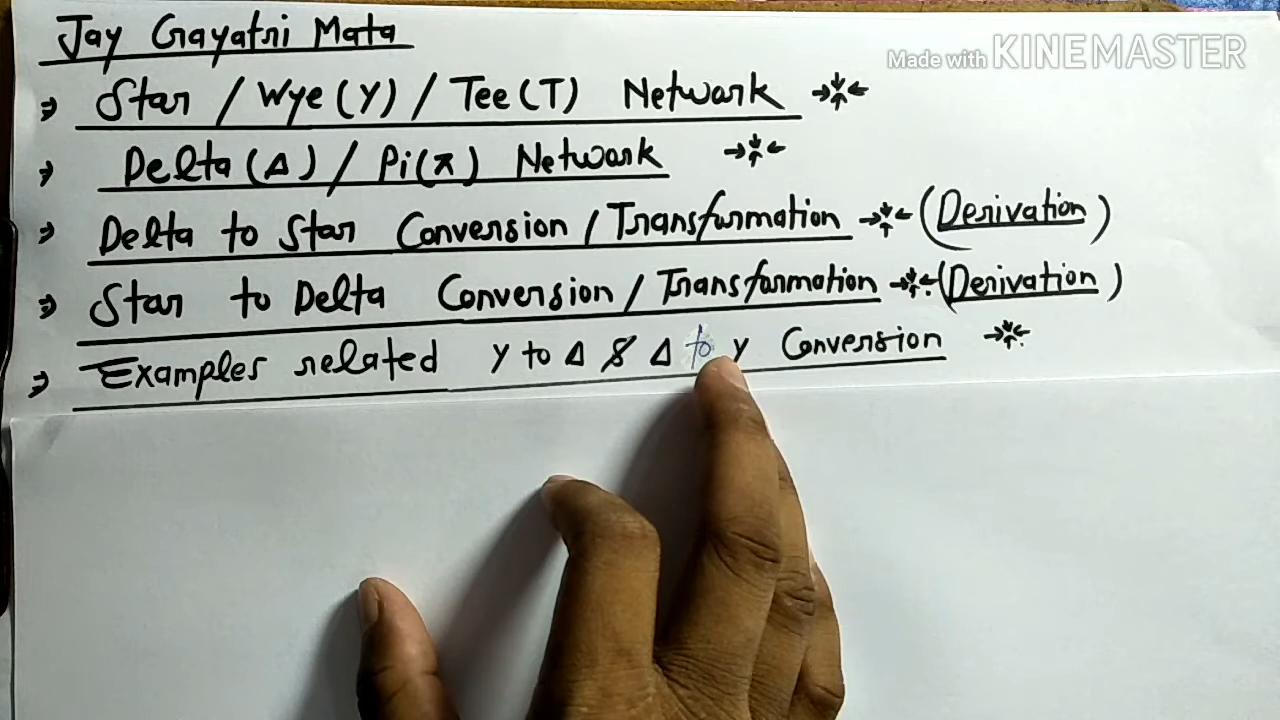 Jay Gayatri Mata
Made with KINEMASTER
⇒ Star / Wye (Y) / Tee (T) Network
⇒ Delta (Δ) / Pi (π) Network
⇒ Delta to Star Conversion / Transformation (Derivation)
⇒ Star to Delta Conversion / Transformation (Derivation)
⇒ Examples related Y to Δ & Δ to Y Conversion